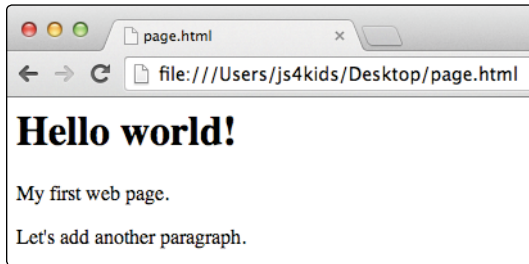 page.html
file:///Users/js4kids/Desktop/page.html
Hello world!
My first web page.
Let's add another paragraph.